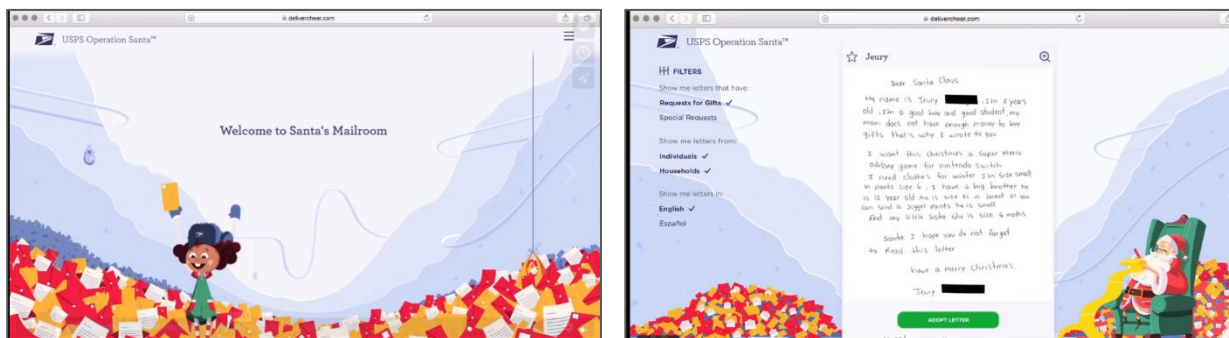 delivercheer.com
USPS Operation Santa™
Welcome to Santa's Mailroom
delivercheer.com
USPS Operation Santa™
FILTERS
Show me letters that have:
Requests for Gifts ✓
Special Requests
Show me letters from:
Individuals ✓
Households ✓
Show me letters in:
English ✓
Español
Jeury
Dear Santa Claus
My name is Jeury , I'm 8 years
old . I'm a good boy and good student, my
mom does not have enough money to buy
gifts that's why I wrote to you
I want this christmas a Super Mario
game for nintendo Switch
I need clothes for winter I'm size small
in pants size 6 , I have a big brother he
is 12 year old he is size XL in Jacket or you
can send a Jogger pants he is small
And my little sister she is size 6 moths
Santa I hope you do not forget
to read this letter
have a merry christmas
Jeury
ADOPT LETTER